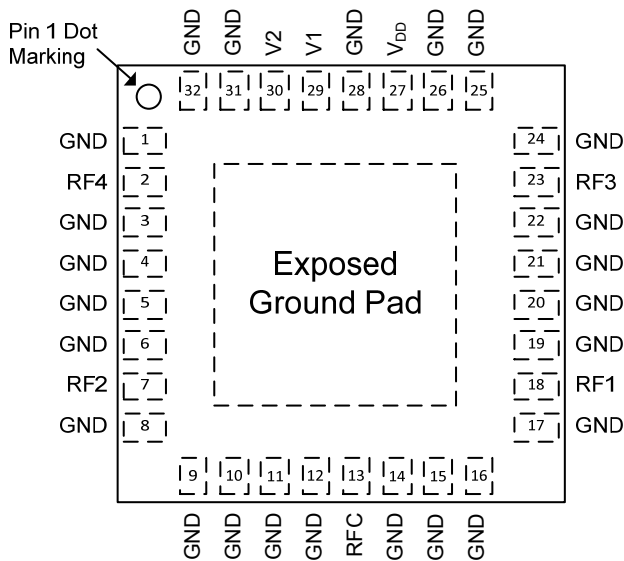 Pin 1 Dot
Marking
GND GND V2 V1 GND VDD GND GND
32 31 30 29 28 27 26 25
GND 1 24 GND
RF4 2 23 RF3
GND 3 22 GND
GND 4 21 GND
GND 5 20 GND
GND 6 19 GND
RF2 7 18 RF1
GND 8 17 GND
Exposed
Ground Pad
9 10 11 12 13 14 15 16
GND GND GND GND RFC GND GND GND